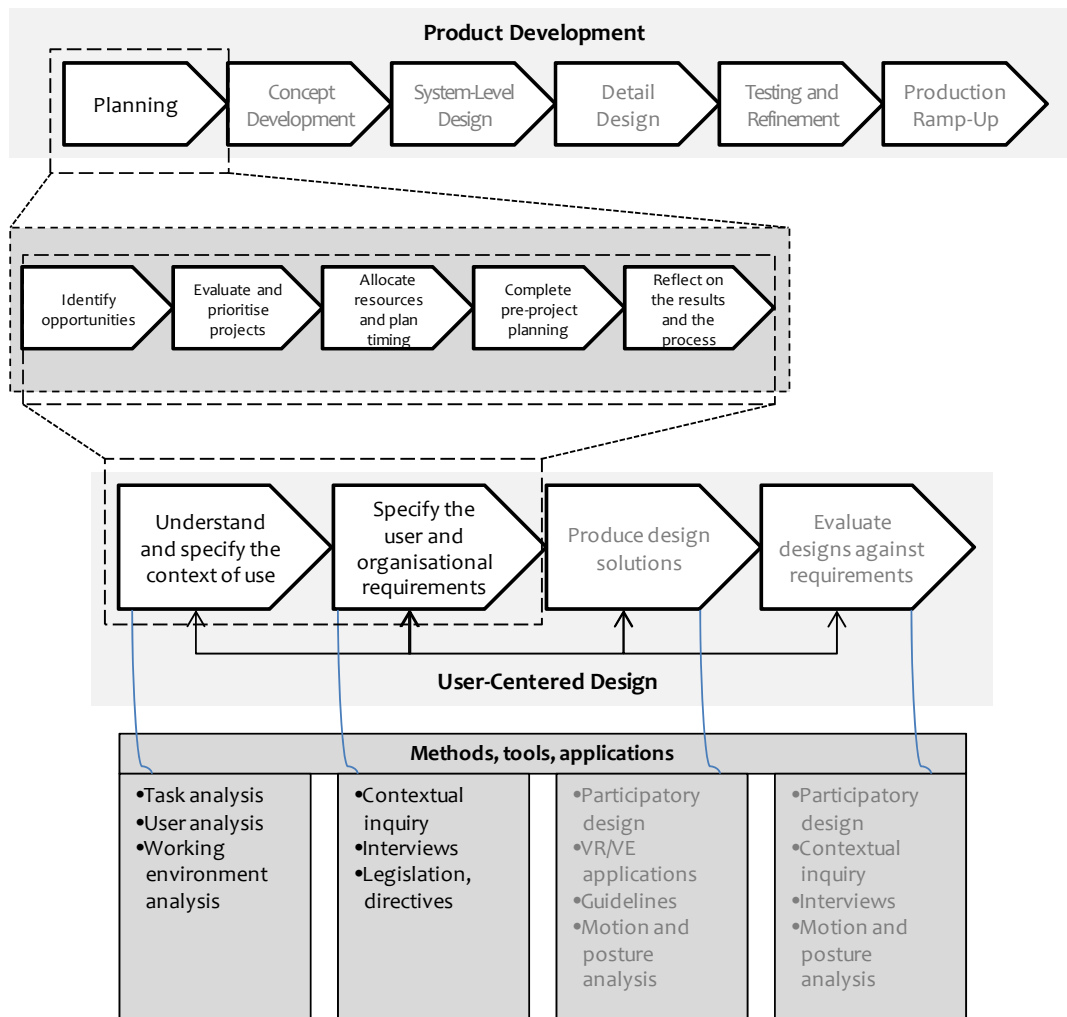 Product Development
Planning
Concept
Development
System-Level
Design
Detail
Design
Testing and
Refinement
Production
Ramp-Up
Identify
opportunities
Evaluate and
prioritise
projects
Allocate
resources
and plan
timing
Complete
pre-project
planning
Reflect on
the results
and the
process
Understand
and specify the
context of use
Specify the
user and
organisational
requirements
Produce design
solutions
Evaluate
designs against
requirements
User-Centered Design
Methods, tools, applications
•Task analysis
•User analysis
•Working
environment
analysis
•Contextual
inquiry
•Interviews
•Legislation,
directives
•Participatory
design
•VR/VE
applications
•Guidelines
•Motion and
posture
analysis
•Participatory
design
•Contextual
inquiry
•Interviews
•Motion and
posture
analysis